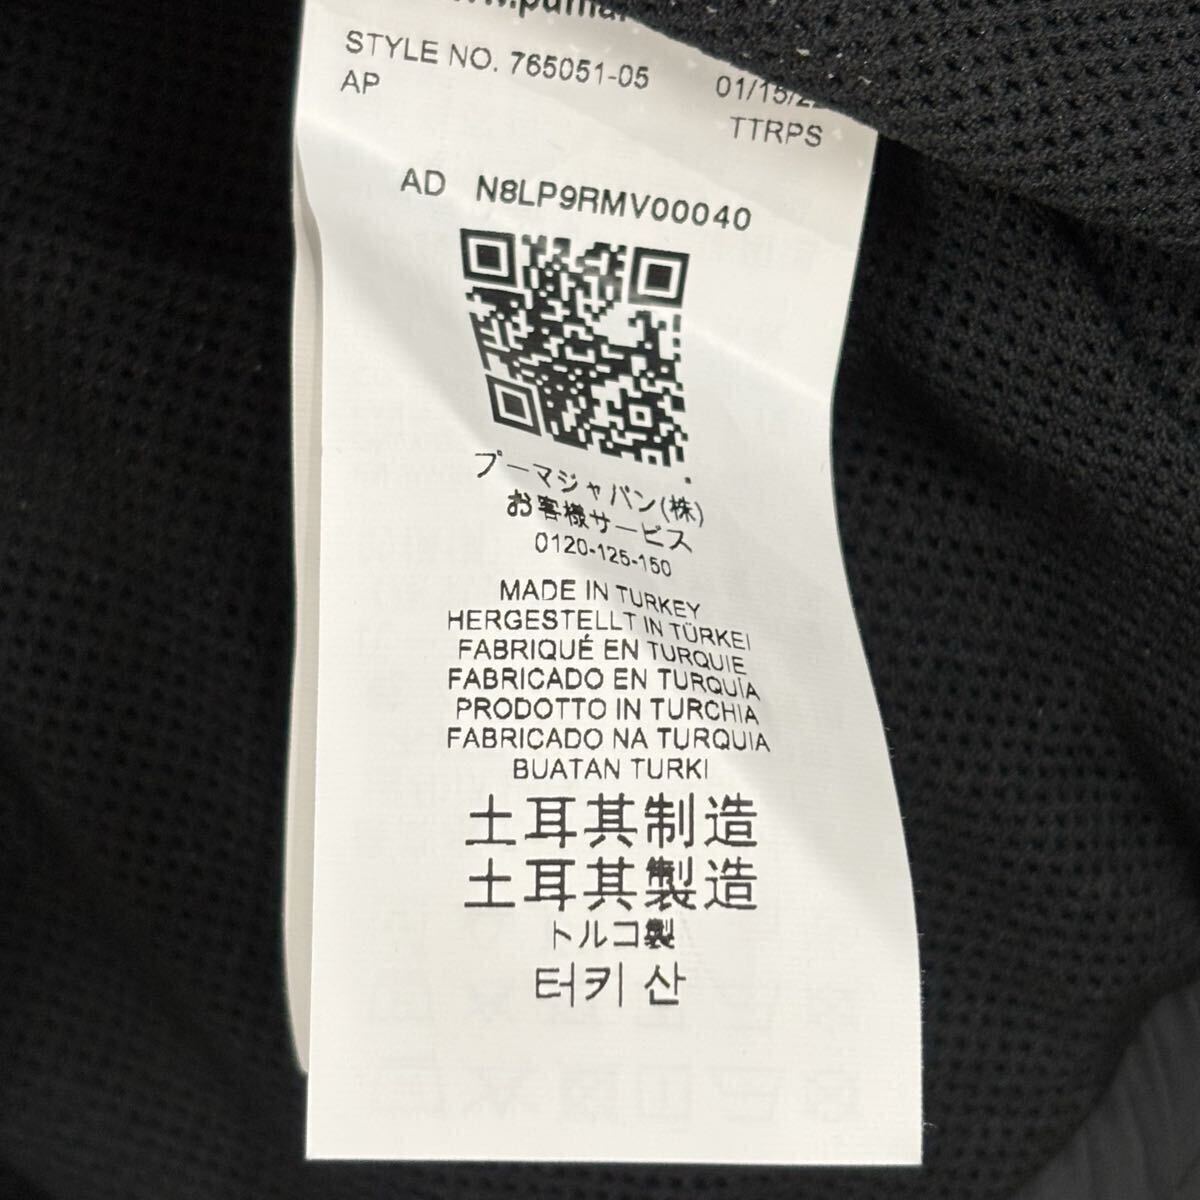 STYLE NO. 765051-05
01/15/2
AP
TTRPS
AD N8LP9RMV00040
プーマジャパン(株)
お客様サービス
0120-125-150
MADE IN TURKEY
HERGESTELLT IN TÜRKEI
FABRIQUÉ EN TURQUIE
FABRICADO EN TURQUÍA
PRODOTTO IN TURCHIA
FABRICADO NA TURQUIA
BUATAN TURKI
土耳其制造
土耳其製造
トルコ製
터키 산